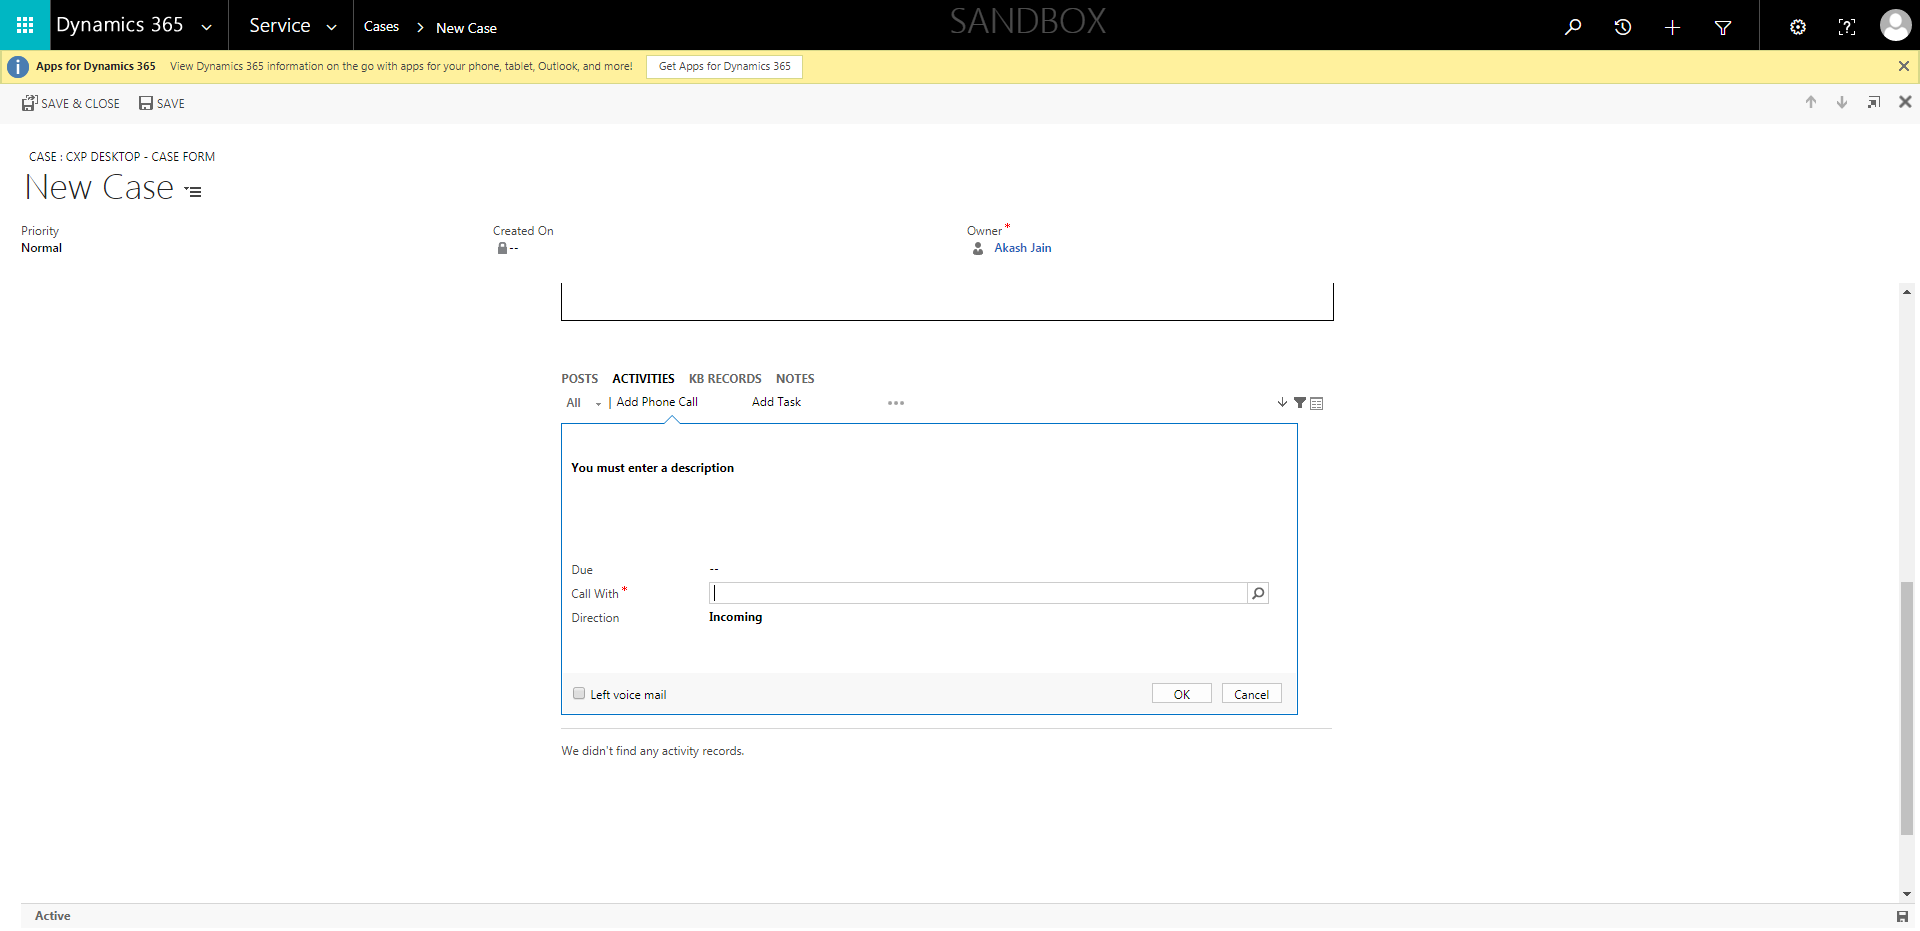 Dynamics 365 Service Cases New Case SANDBOX
Apps for Dynamics 365 View Dynamics 365 information on the go with apps for your phone, tablet, Outlook, and more! Get Apps for Dynamics 365
SAVE & CLOSE SAVE
CASE : CXP DESKTOP - CASE FORM
New Case
Priority Created On Owner *
Normal -- Akash Jain
POSTS ACTIVITIES KB RECORDS NOTES
All | Add Phone Call Add Task
You must enter a description
Due --
Call With *
Direction Incoming
Left voice mail OK Cancel
We didn't find any activity records.
Active